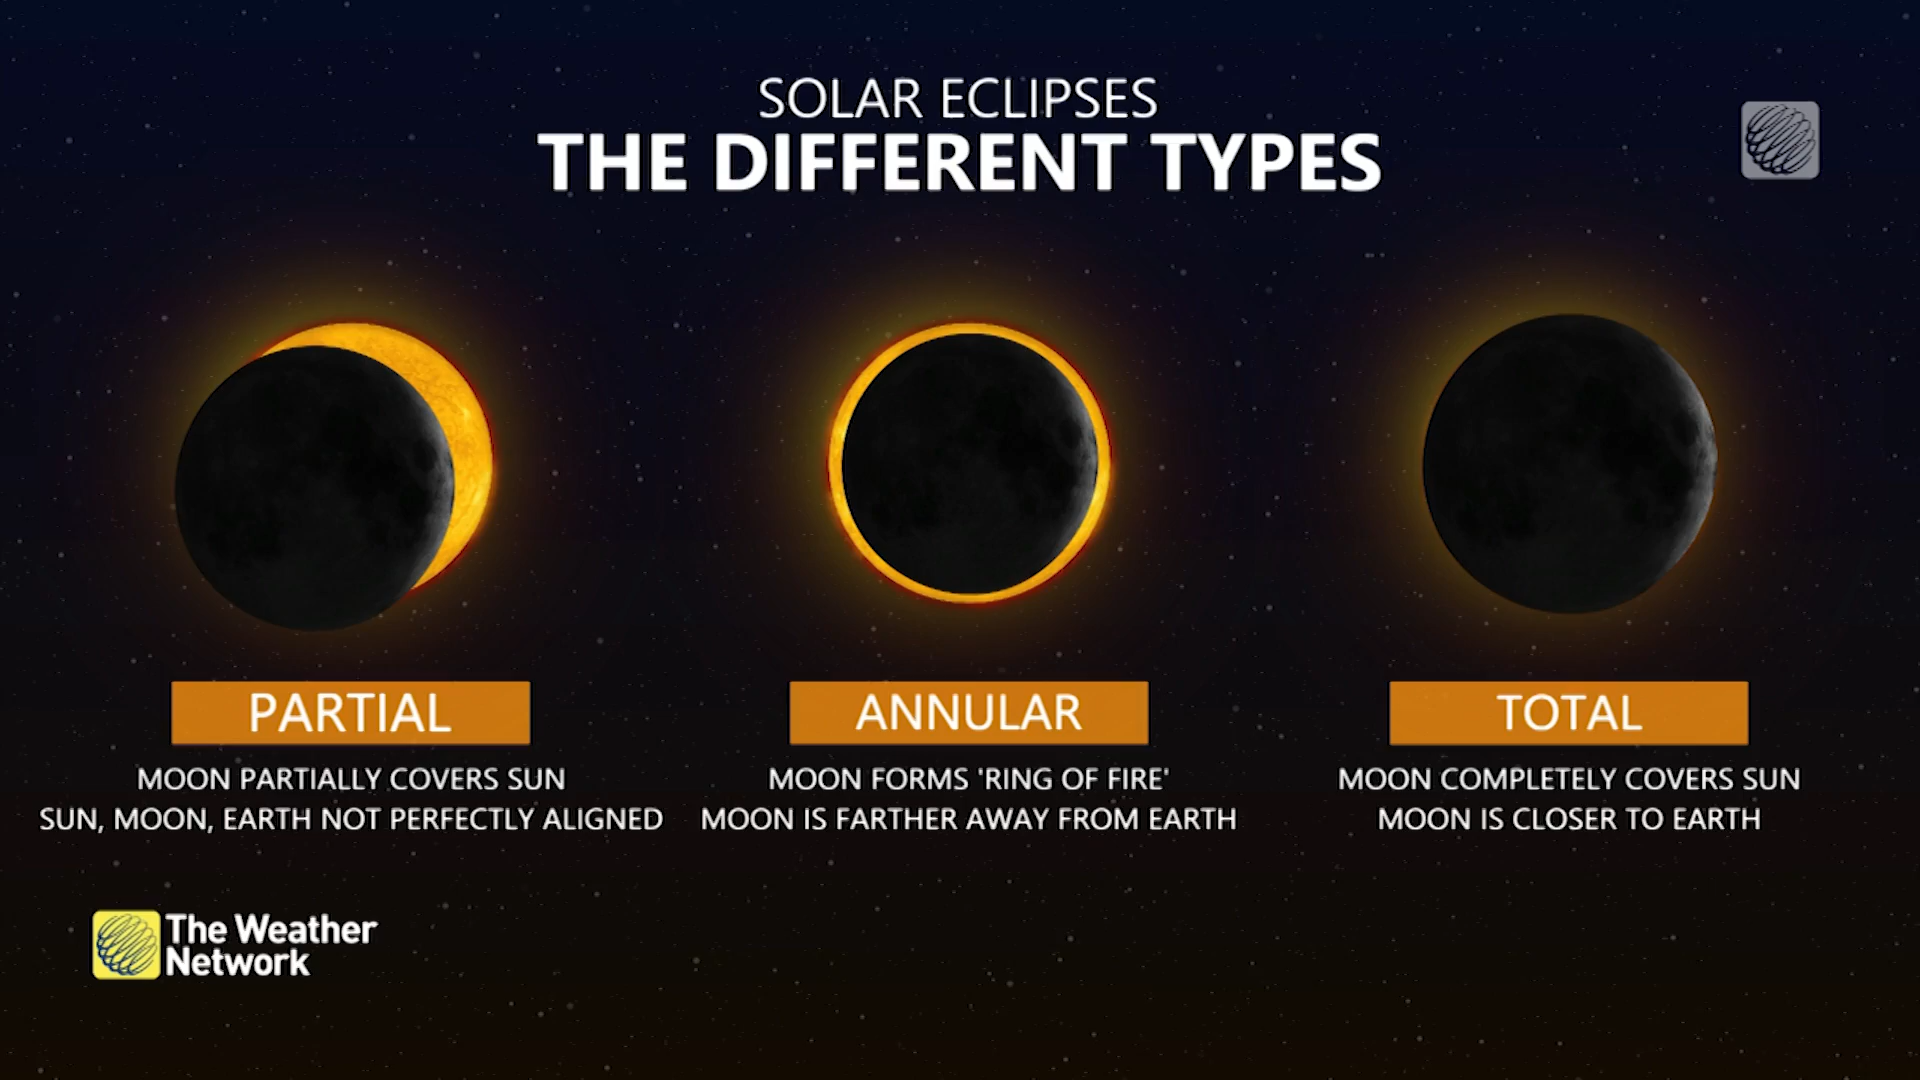 SOLAR ECLIPSES
THE DIFFERENT TYPES
PARTIAL
MOON PARTIALLY COVERS SUN
SUN, MOON, EARTH NOT PERFECTLY ALIGNED
ANNULAR
MOON FORMS 'RING OF FIRE'
MOON IS FARTHER AWAY FROM EARTH
TOTAL
MOON COMPLETELY COVERS SUN
MOON IS CLOSER TO EARTH
The Weather
Network